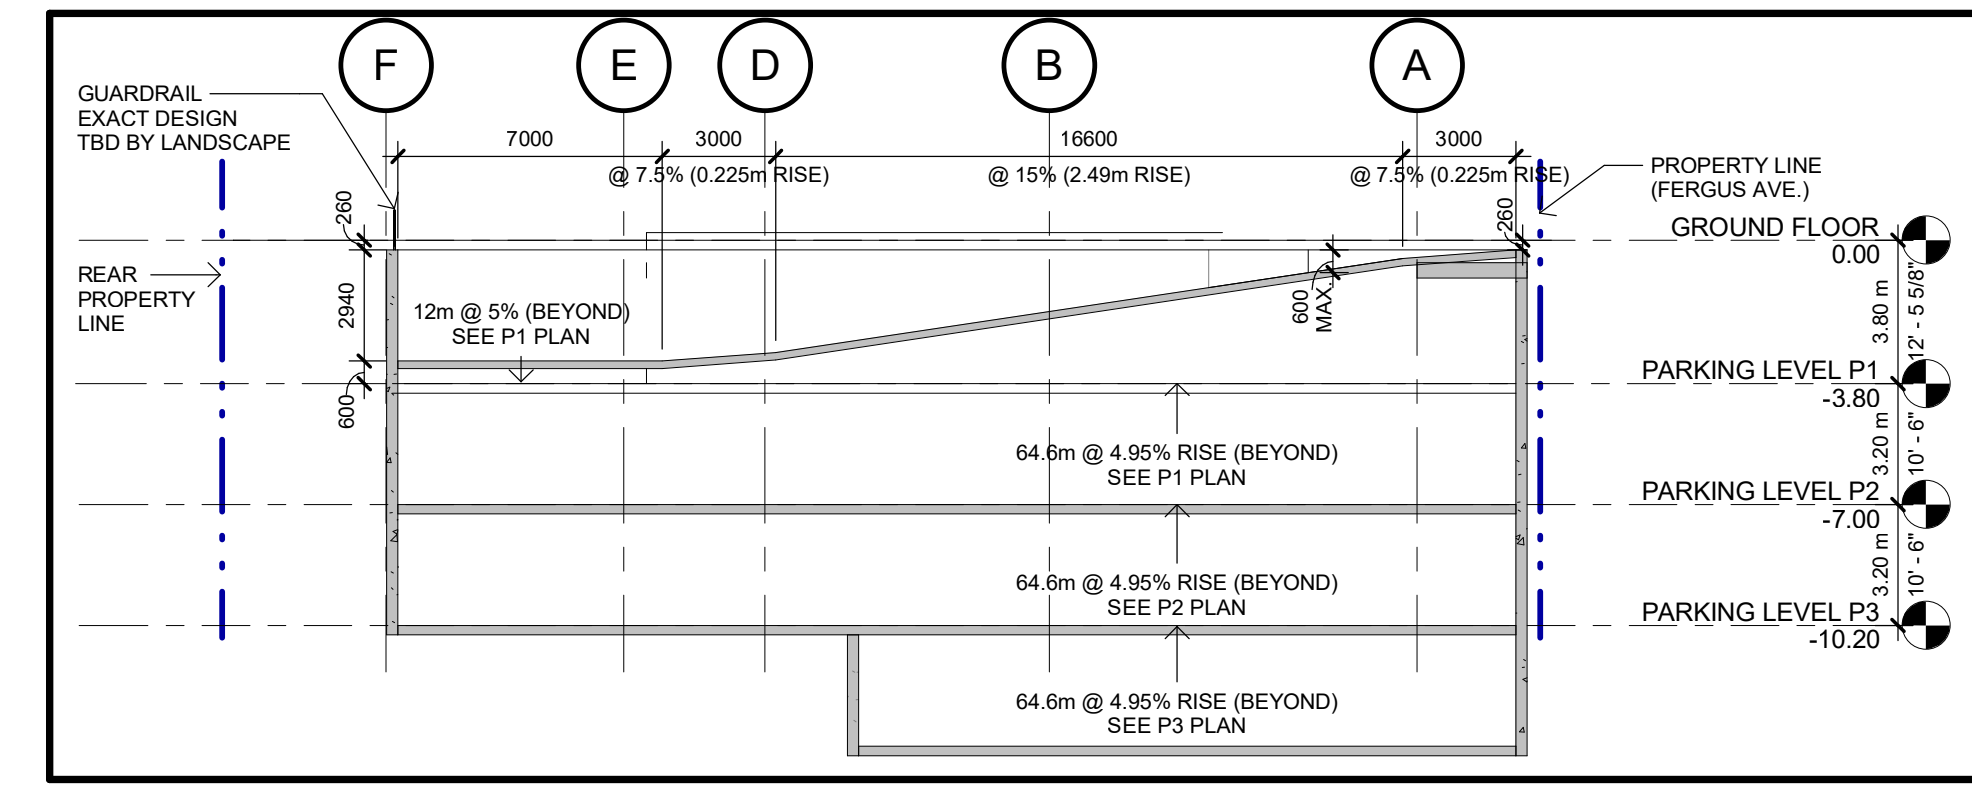 F
E
D
B
A
GUARDRAIL
EXACT DESIGN
TBD BY LANDSCAPE
7000
3000
16600
3000
@ 7.5% (0.225m RISE)
@ 15% (2.49m RISE)
@ 7.5% (0.225m RISE)
PROPERTY LINE
(FERGUS AVE.)
260
260
GROUND FLOOR
0.00
REAR
PROPERTY
LINE
2940
12m @ 5% (BEYOND)
SEE P1 PLAN
600
MAX.
3.80 m
12' - 5 5/8"
PARKING LEVEL P1
-3.80
600
64.6m @ 4.95% RISE (BEYOND)
SEE P1 PLAN
3.20 m
10' - 6"
PARKING LEVEL P2
-7.00
64.6m @ 4.95% RISE (BEYOND)
SEE P2 PLAN
3.20 m
10' - 6"
PARKING LEVEL P3
-10.20
64.6m @ 4.95% RISE (BEYOND)
SEE P3 PLAN